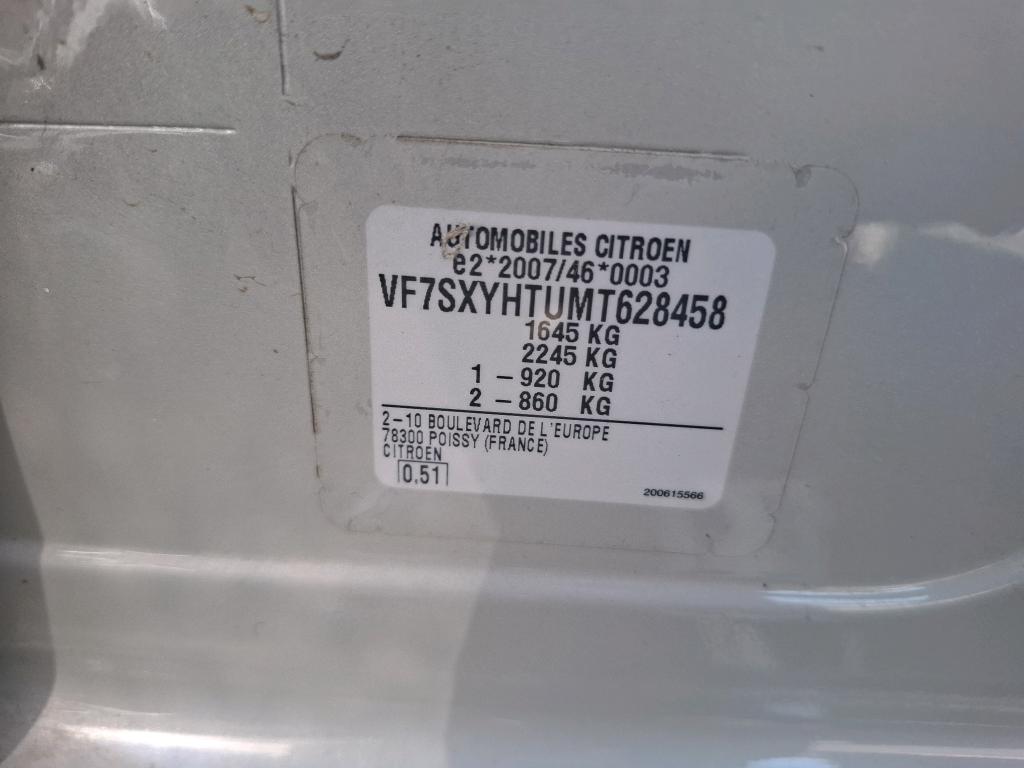 AUTOMOBILES CITROEN
e2*2007/46*0003
VF7SXYHTUMT628458
1645 KG
2245 KG
1 - 920 KG
2 - 860 KG
2-10 BOULEVARD DE L'EUROPE
78300 POISSY (FRANCE)
CITROEN
0,51
200615566